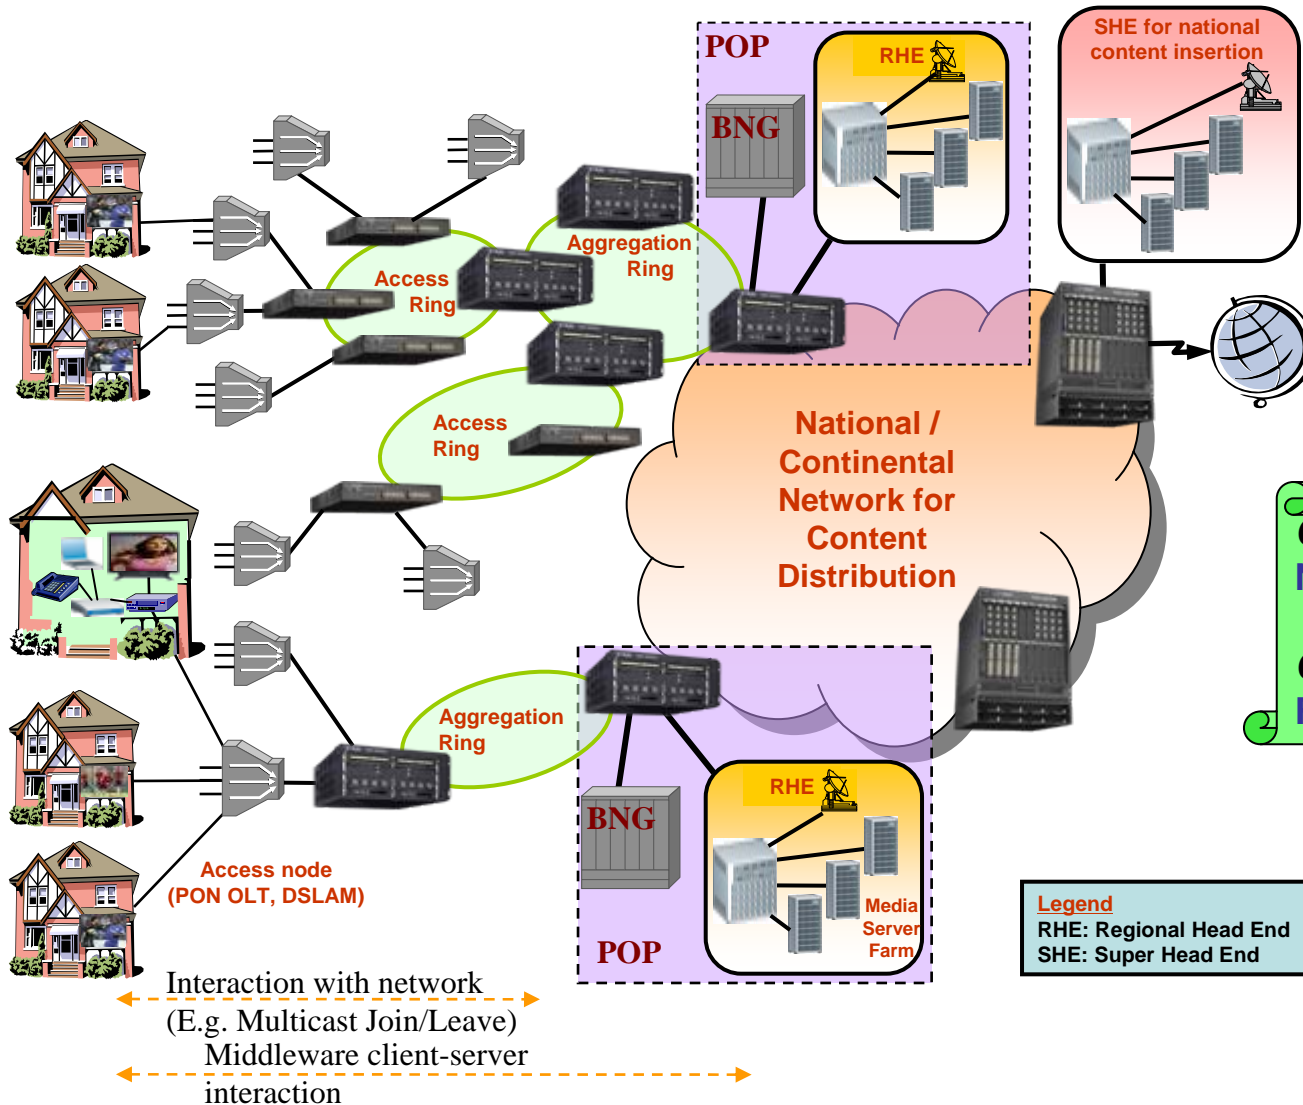 POP
RHE
SHE for national
content insertion
BNG
Aggregation
Ring
Access
Ring
Access
Ring
National /
Continental
Network for
Content
Distribution
Aggregation
Ring
RHE
BNG
Media
Server
Farm
POP
Access node
(PON OLT, DSLAM)
Legend
RHE: Regional Head End
SHE: Super Head End
Interaction with network
(E.g. Multicast Join/Leave)
Middleware client-server
interaction